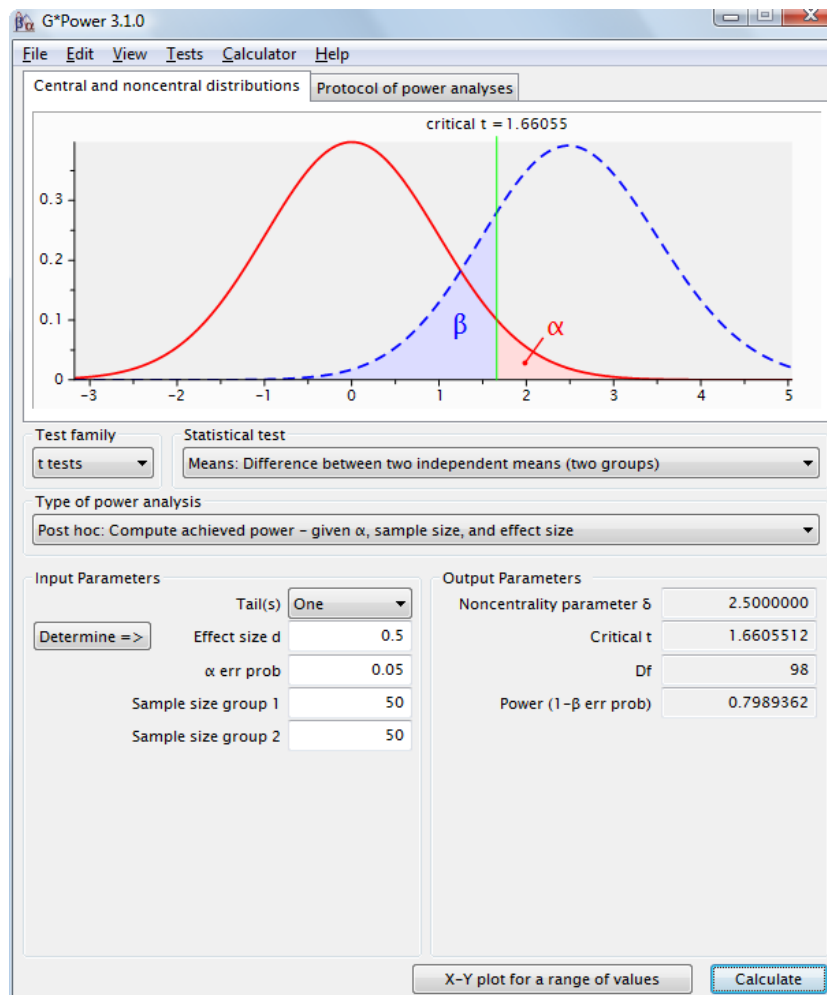 G*Power 3.1.0
File Edit View Tests Calculator Help
Central and noncentral distributions Protocol of power analyses
critical t = 1.66055
0.3
0.2
0.1
0
β
α
-3 -2 -1 0 1 2 3 4 5
Test family Statistical test
t tests Means: Difference between two independent means (two groups)
Type of power analysis
Post hoc: Compute achieved power - given α, sample size, and effect size
Input Parameters
Tail(s) One
Determine => Effect size d 0.5
α err prob 0.05
Sample size group 1 50
Sample size group 2 50
Output Parameters
Noncentrality parameter δ 2.5000000
Critical t 1.6605512
Df 98
Power (1-β err prob) 0.7989362
X-Y plot for a range of values Calculate